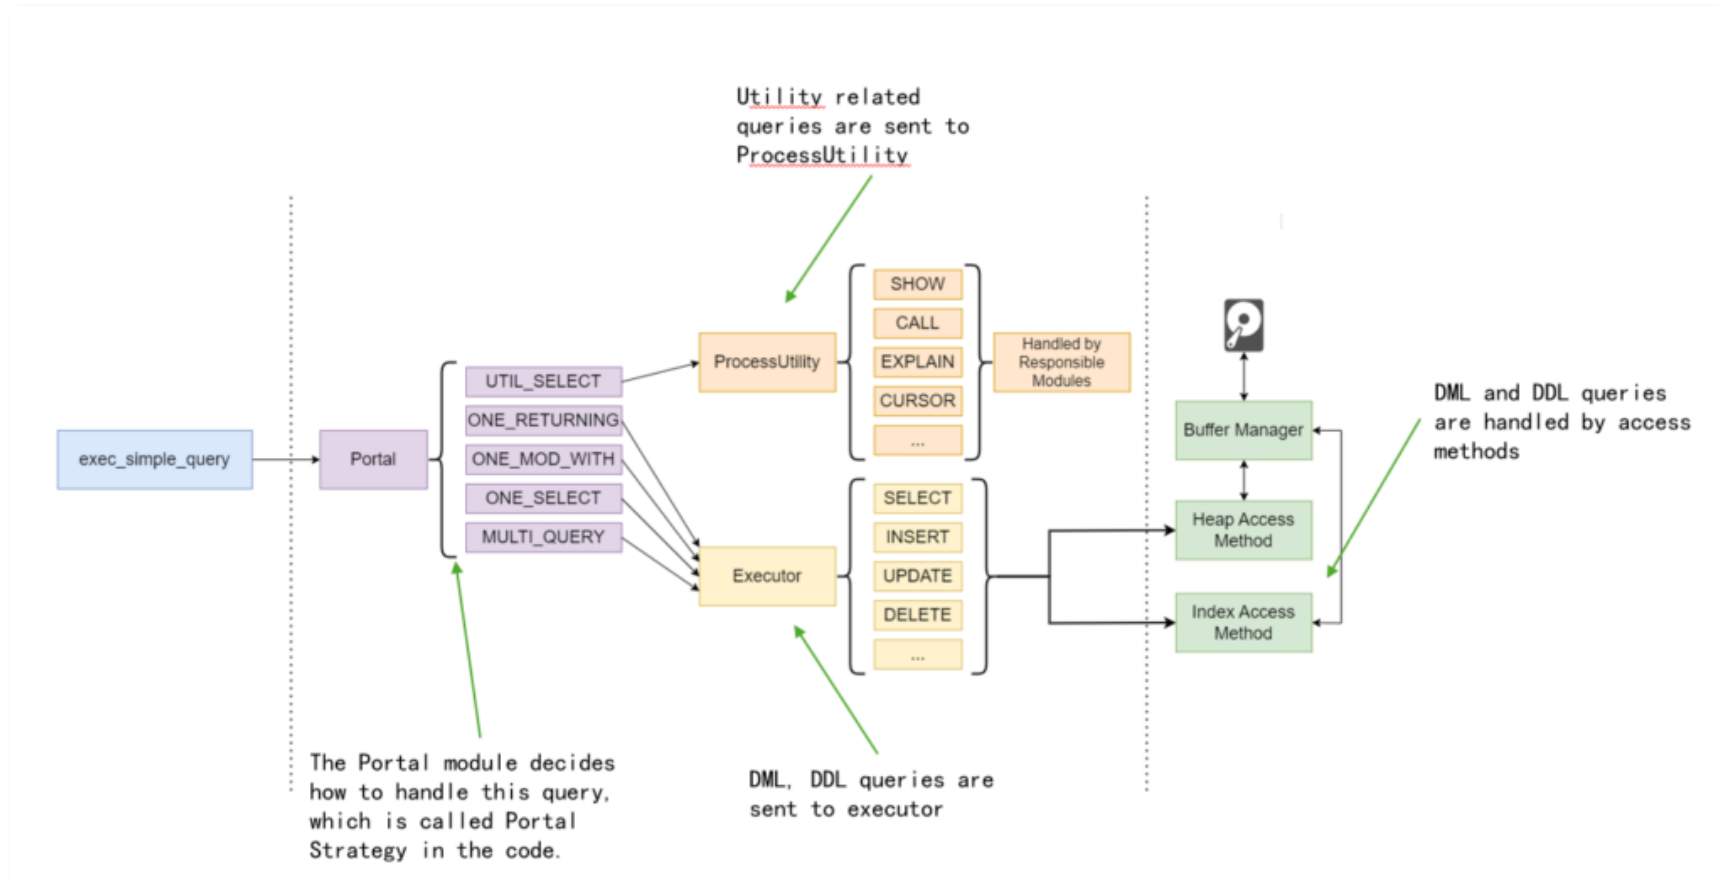 Utility related
queries are sent to
ProcessUtility
SHOW
CALL
EXPLAIN
CURSOR
...
ProcessUtility
Handled by
Responsible
Modules
UTIL_SELECT
ONE_RETURNING
ONE_MOD_WITH
ONE_SELECT
MULTI_QUERY
exec_simple_query
Portal
Executor
SELECT
INSERT
UPDATE
DELETE
...
Buffer Manager
Heap Access
Method
Index Access
Method
DML and DDL queries
are handled by access
methods
The Portal module decides
how to handle this query,
which is called Portal
Strategy in the code.
DML, DDL queries are
sent to executor